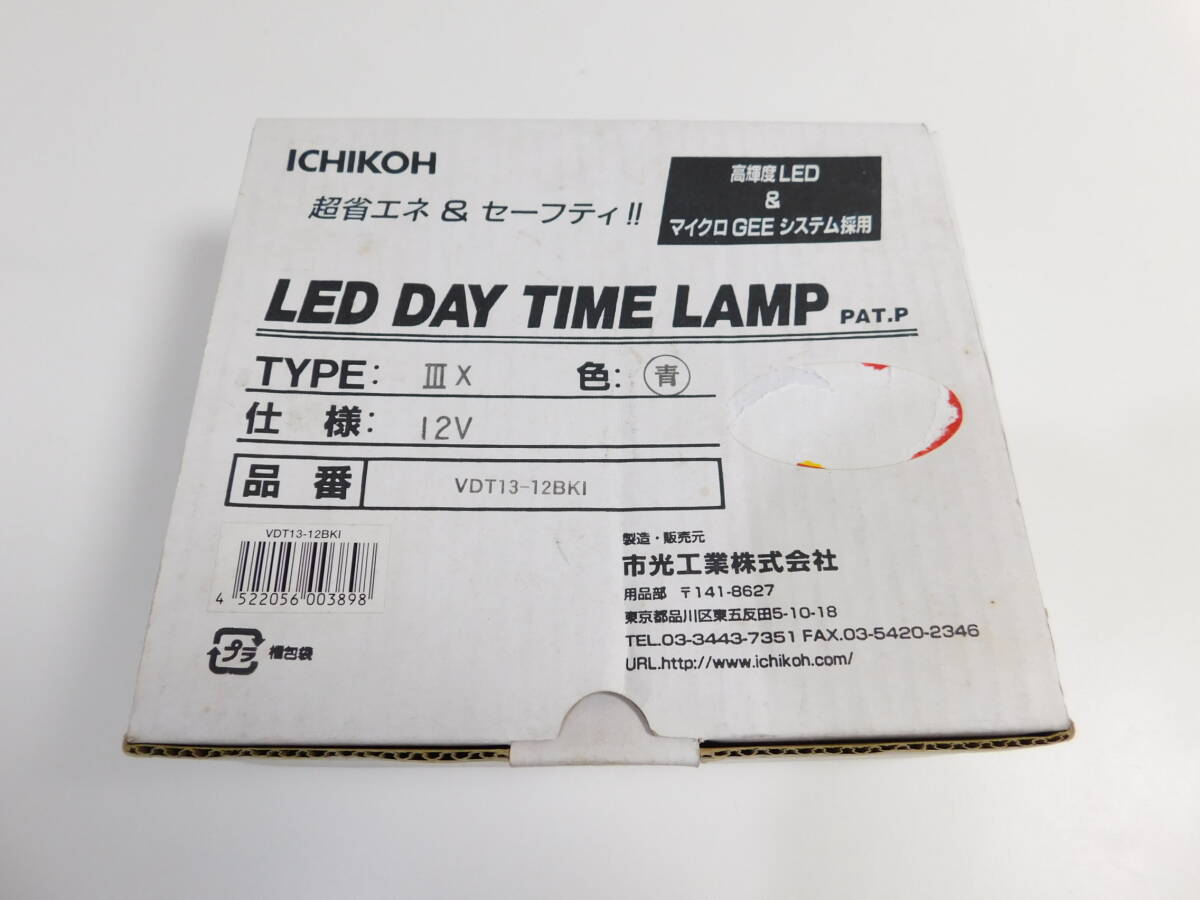 ICHIKOH
超省エネ & セーフティ!!
高輝度 LED
&
マイクロ GEE システム採用
LED DAY TIME LAMP PAT.P
TYPE: III X 色: 青
仕 様: 12V
品 番 VDT13-12BKI
VDT13-12BKI
4 522056 003898
プラ 梱包袋
製造・販売元
市光工業株式会社
用品部 〒141-8627
東京都品川区東五反田5-10-18
TEL.03-3443-7351 FAX.03-5420-2346
URL.http://www.ichikoh.com/